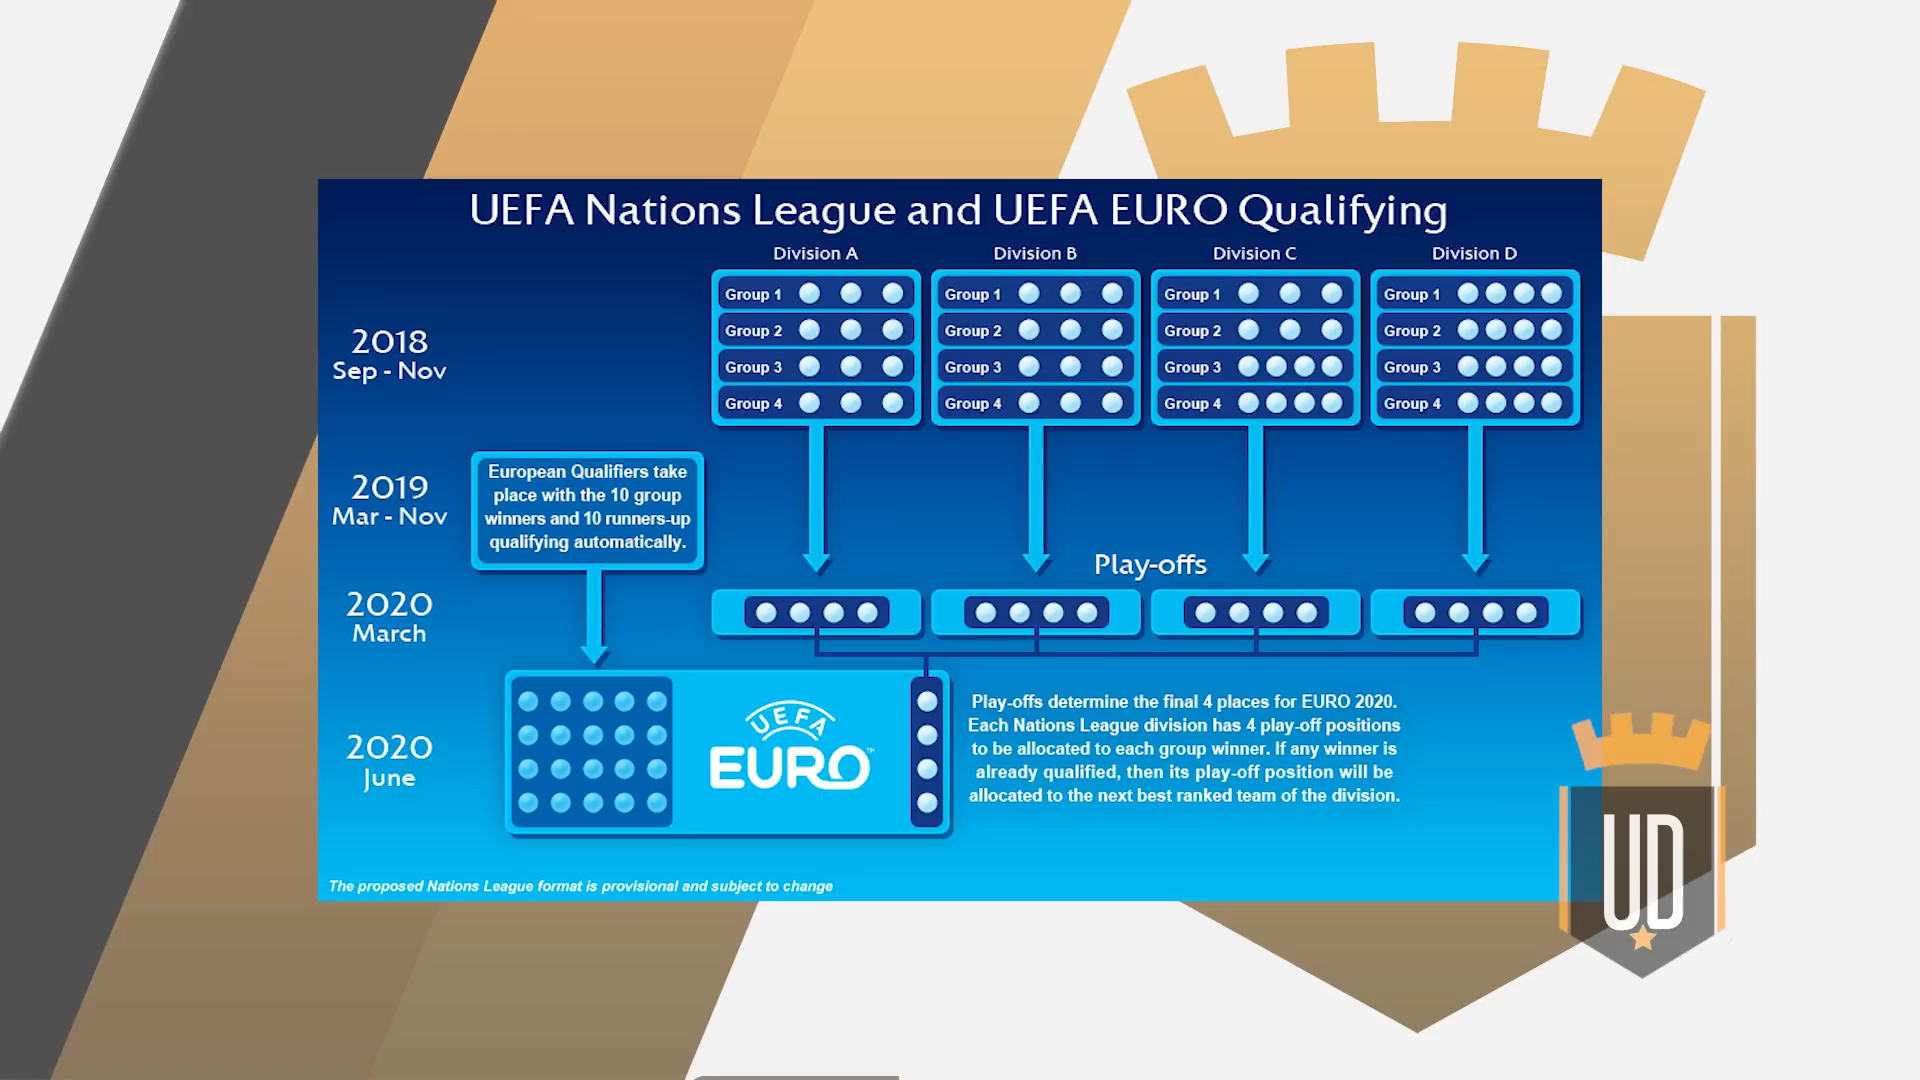 UEFA Nations League and UEFA EURO Qualifying
Division A
Division B
Division C
Division D
Group 1
Group 2
Group 3
Group 4
Group 1
Group 2
Group 3
Group 4
Group 1
Group 2
Group 3
Group 4
Group 1
Group 2
Group 3
Group 4
2018
Sep - Nov
2019
Mar - Nov
European Qualifiers take
place with the 10 group
winners and 10 runners-up
qualifying automatically.
Play-offs
2020
March
2020
June
UEFA
EURO™
Play-offs determine the final 4 places for EURO 2020.
Each Nations League division has 4 play-off positions
to be allocated to each group winner. If any winner is
already qualified, then its play-off position will be
allocated to the next best ranked team of the division.
The proposed Nations League format is provisional and subject to change
UD